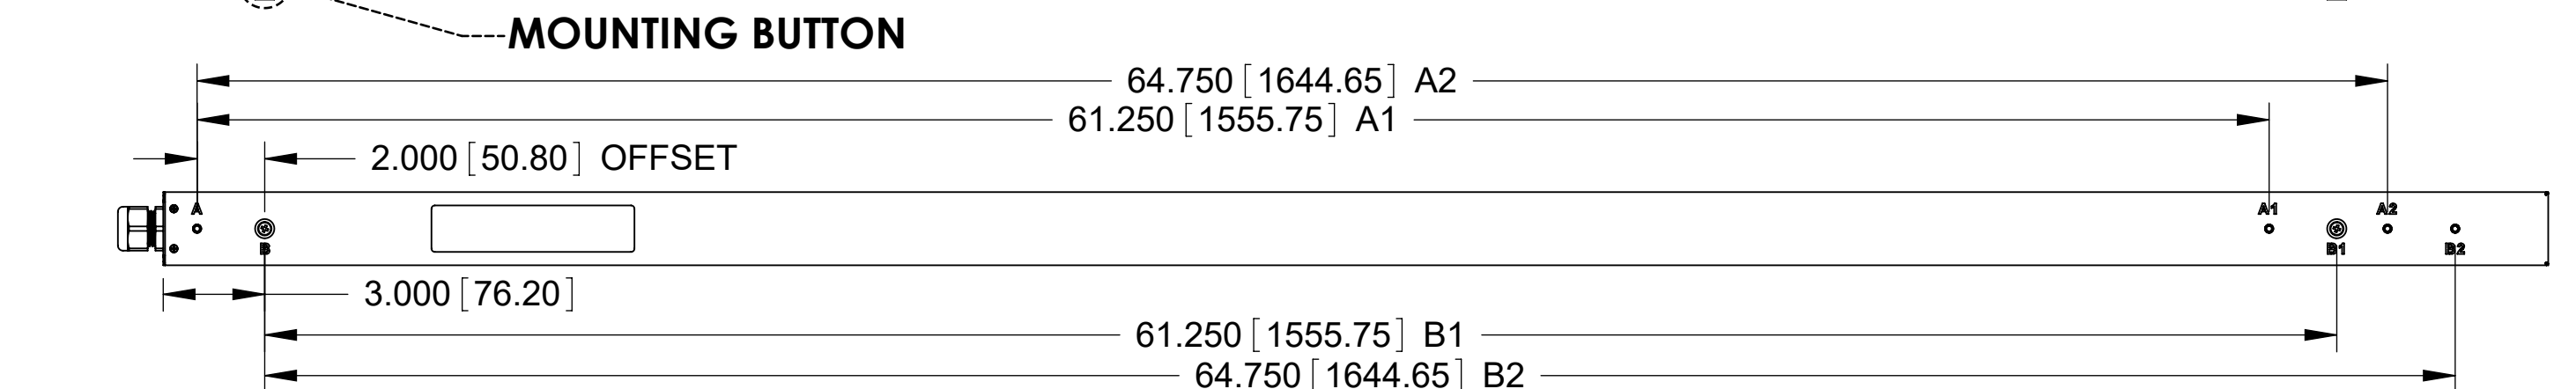 MOUNTING BUTTON
64.750 [1644.65] A2
61.250 [1555.75] A1
2.000 [50.80] OFFSET
A A1 A2
B B1 B2
3.000 [76.20]
61.250 [1555.75] B1
64.750 [1644.65] B2